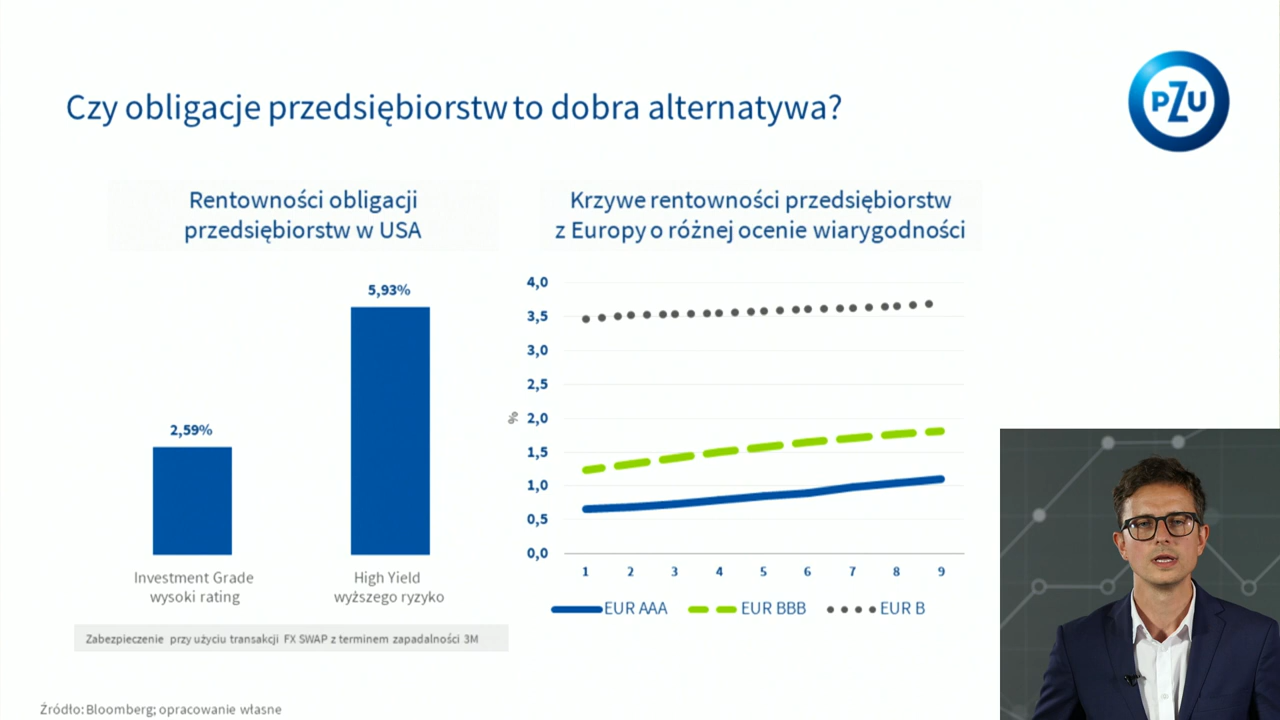 Czy obligacje przedsiębiorstw to dobra alternatywa?
PZU
Rentowności obligacji
przedsiębiorstw w USA
5,93%
2,59%
Investment Grade
wysoki rating
High Yield
wyższego ryzyko
Zabezpieczenie przy użyciu transakcji FX SWAP z terminem zapadalności 3M
Krzywe rentowności przedsiębiorstw
z Europy o różnej ocenie wiarygodności
%
4,0
3,5
3,0
2,5
2,0
1,5
1,0
0,5
0,0
1 2 3 4 5 6 7 8 9
EUR AAA EUR BBB EUR B
Źródło: Bloomberg; opracowanie własne